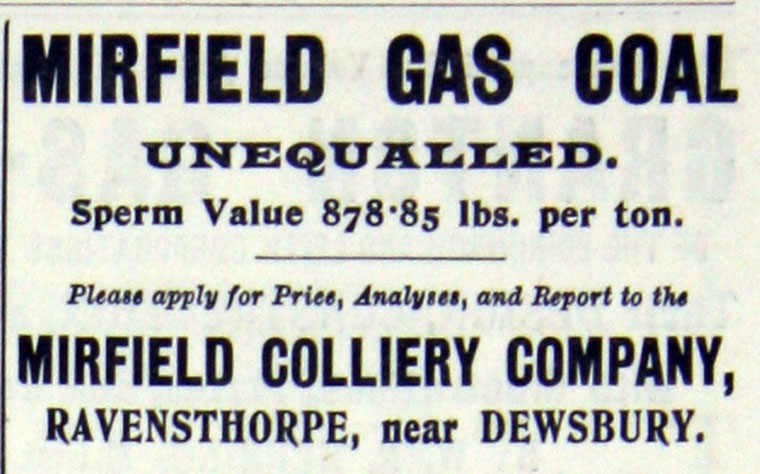 MIRFIELD GAS COAL
UNEQUALLED.
Sperm Value 878·85 lbs. per ton.
Please apply for Price, Analyses, and Report to the
MIRFIELD COLLIERY COMPANY,
RAVENSTHORPE, near DEWSBURY.